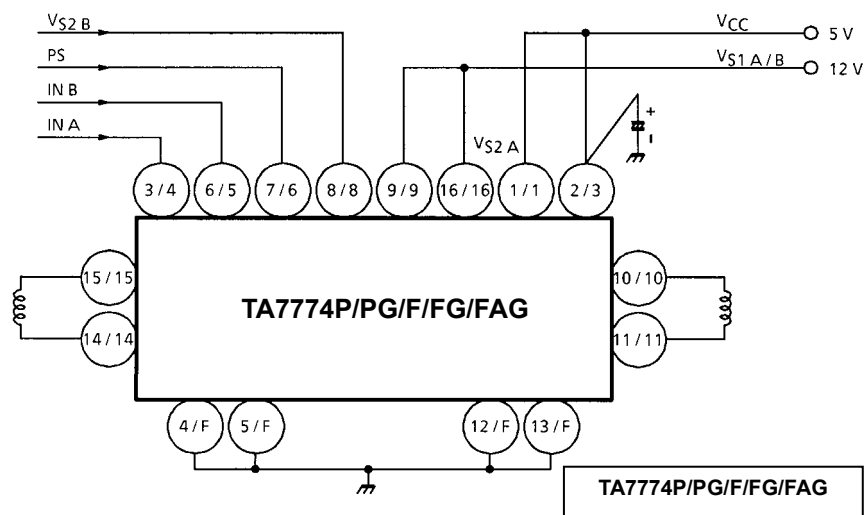 VS2 B
VCC
5 V
PS
VS1 A / B
12 V
IN B
IN A
VS2 A
+
-
3 / 4
6 / 5
7 / 6
8 / 8
9 / 9
16 / 16
1 / 1
2 / 3
15 / 15
10 / 10
TA7774P/PG/F/FG/FAG
14 / 14
11 / 11
4 / F
5 / F
12 / F
13 / F
TA7774P/PG/F/FG/FAG